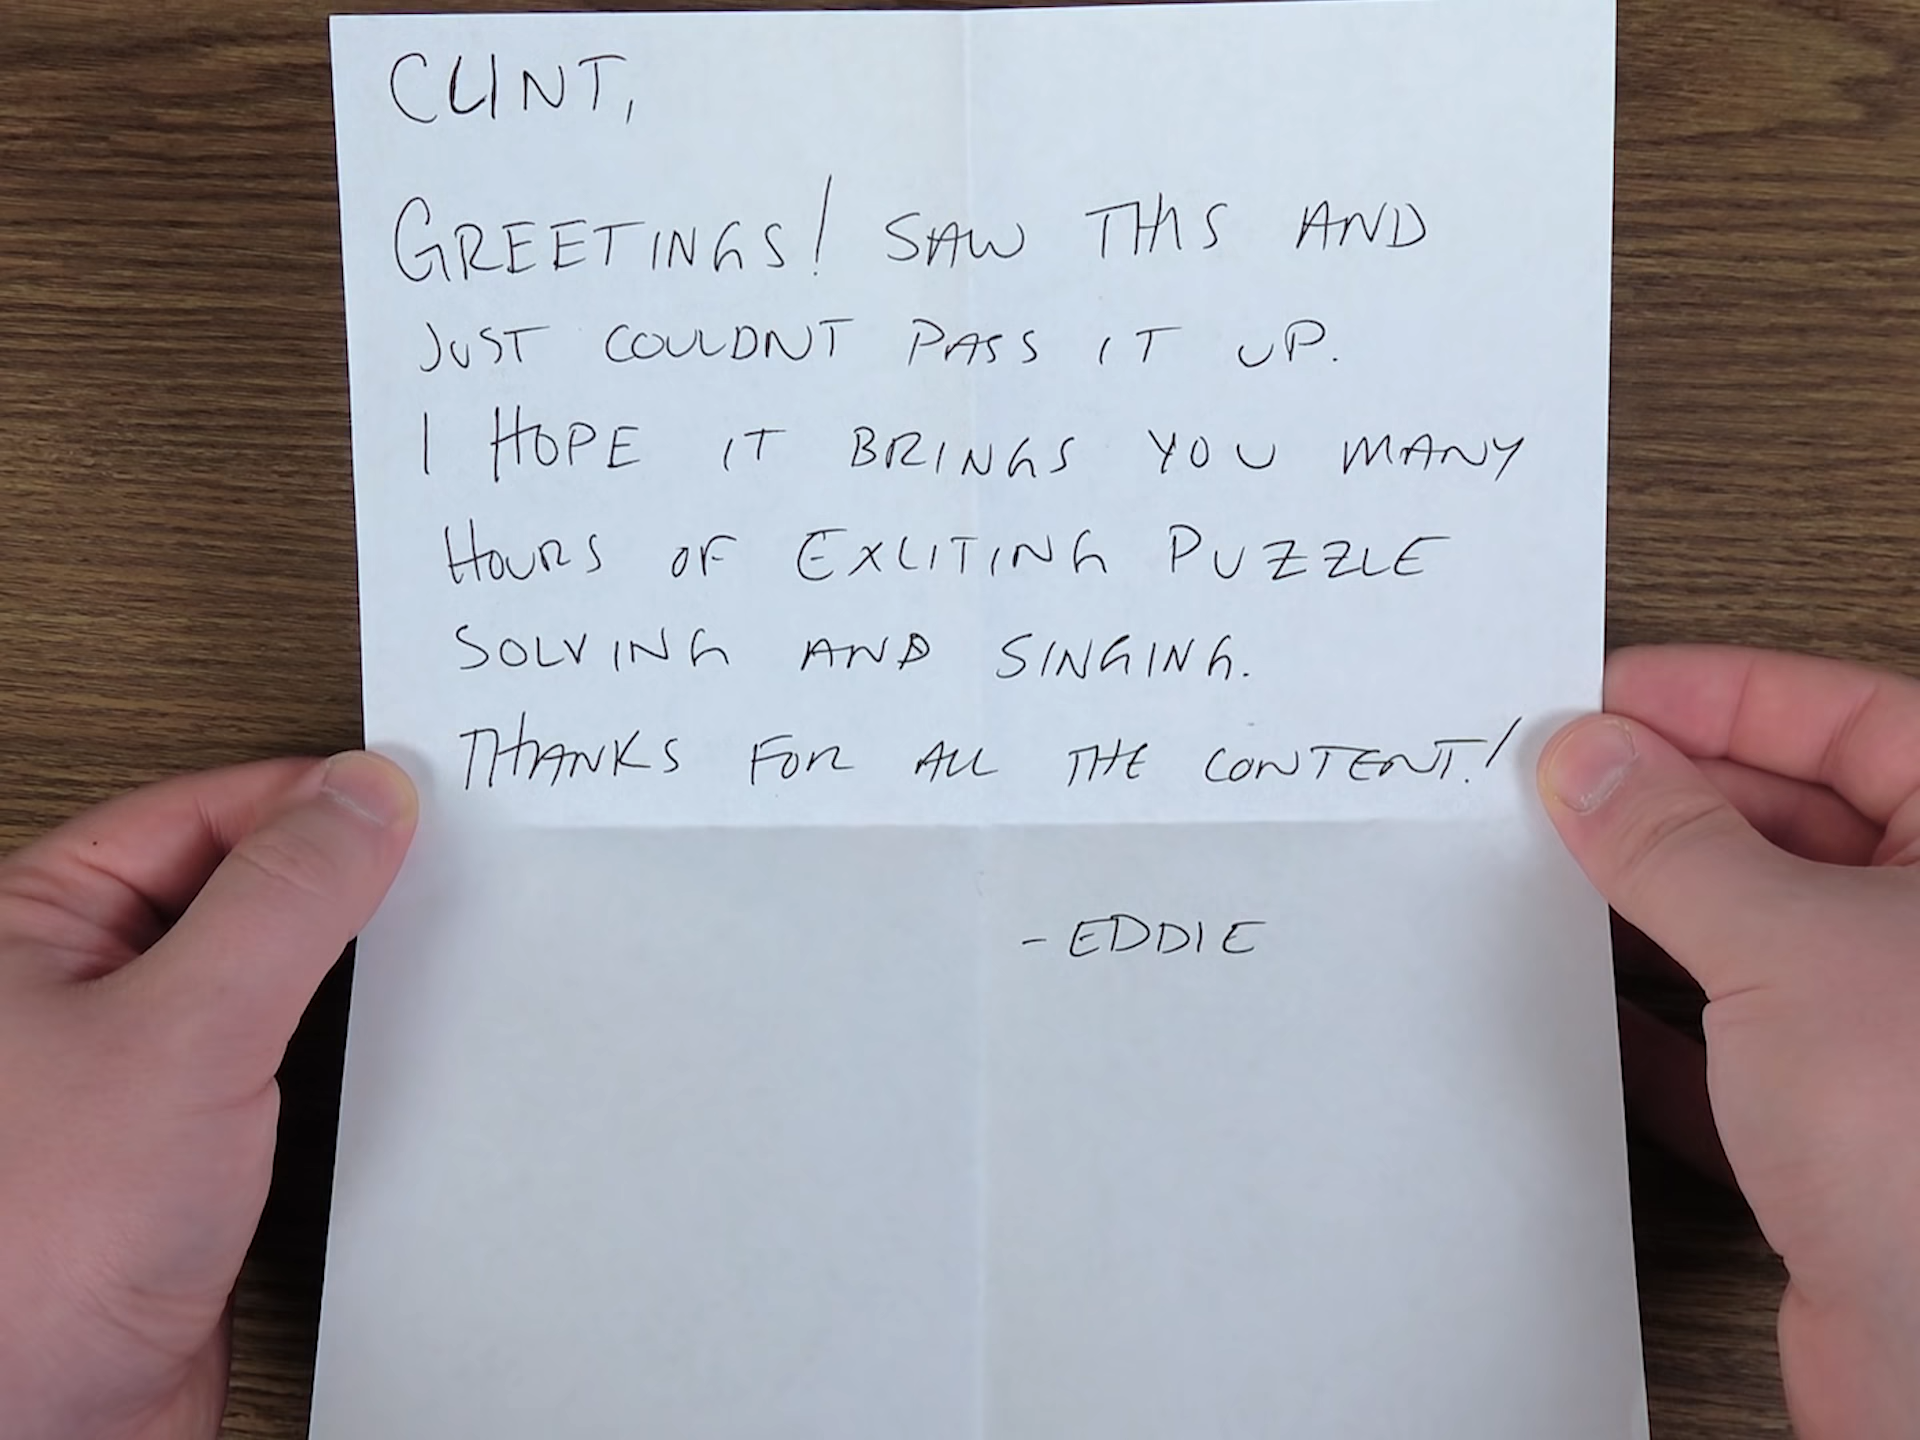 CLINT,
GREETINGS! SAW THIS AND
JUST COULDNT PASS IT UP.
I HOPE IT BRINGS YOU MANY
HOURS OF EXCITING PUZZLE
SOLVING AND SINGING.
THANKS FOR ALL THE CONTENT!
- EDDIE